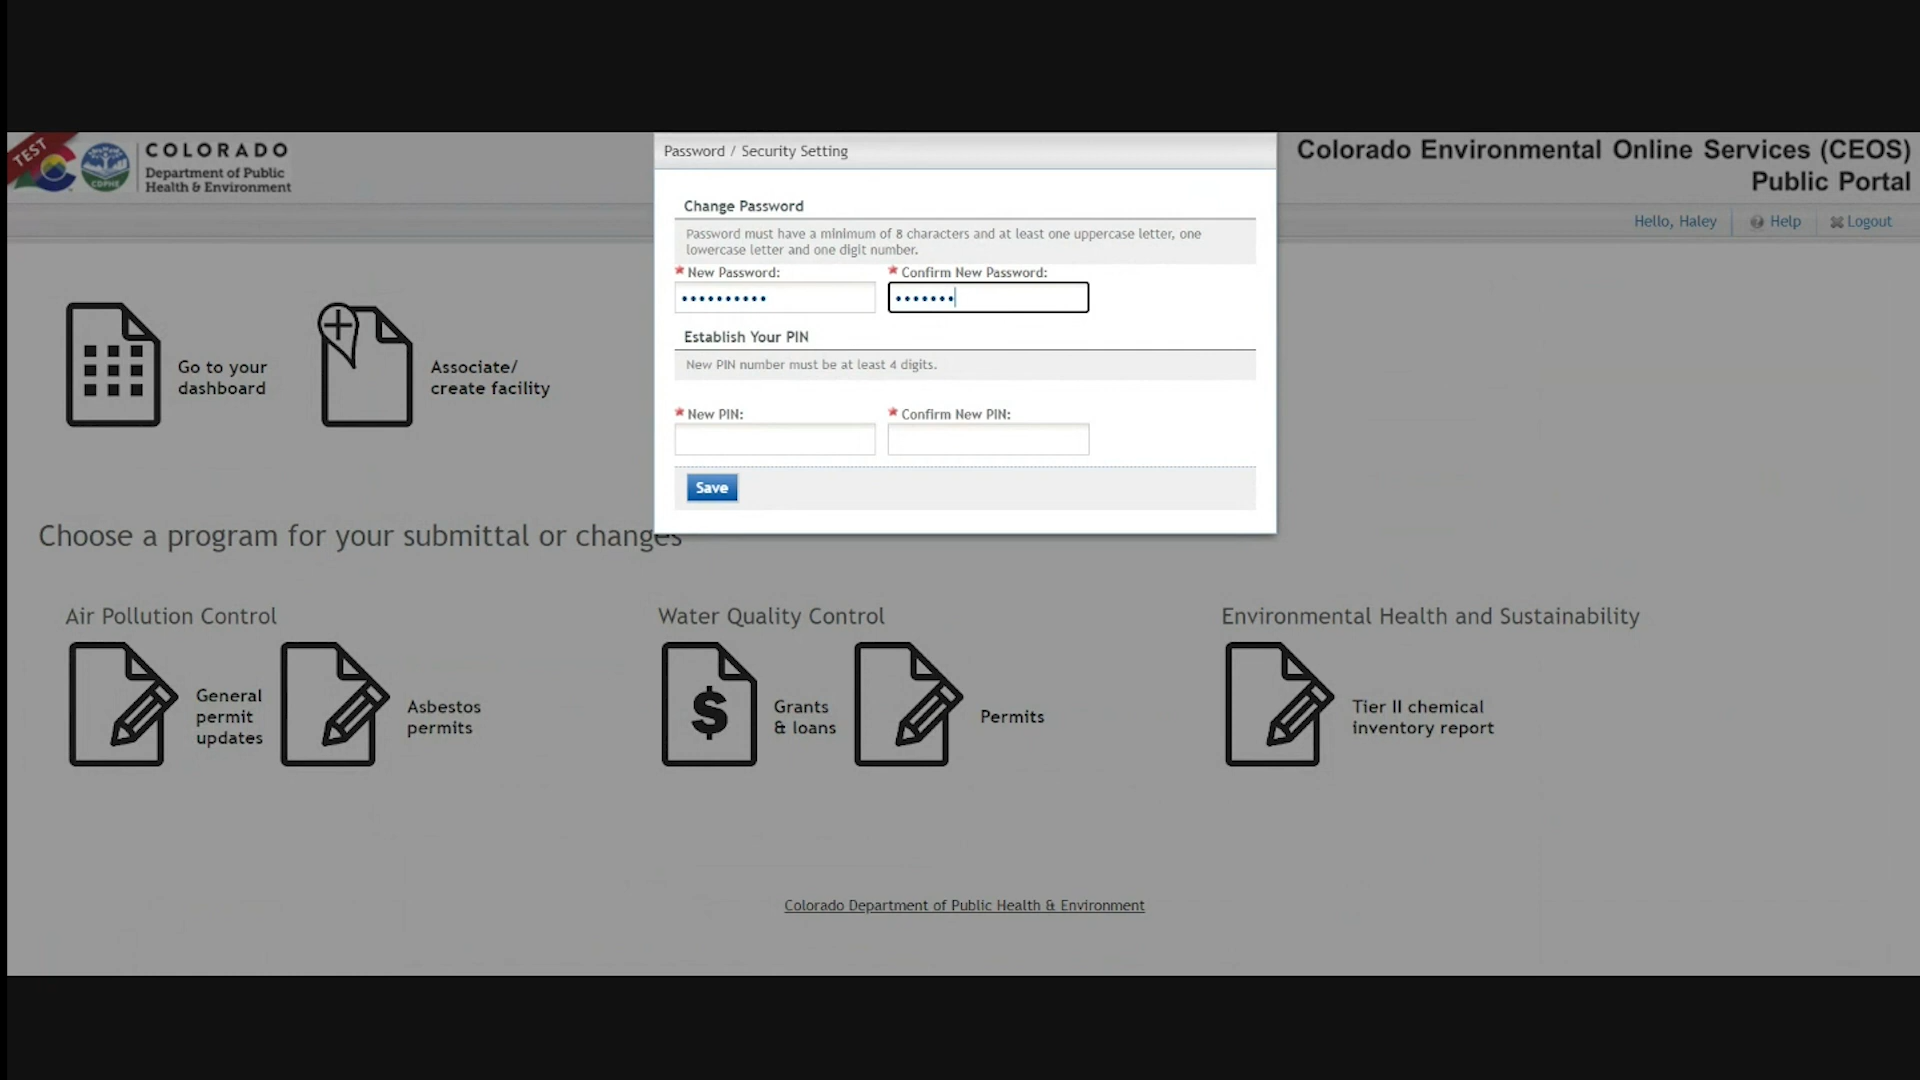 TEST
CDPHE
COLORADO
Department of Public
Health & Environment
Colorado Environmental Online Services (CEOS)
Public Portal
Hello, Haley
Help
Logout
Password / Security Setting
Change Password
Password must have a minimum of 8 characters and at least one uppercase letter, one
lowercase letter and one digit number.
* New Password:
* Confirm New Password:
••••••••••
•••••••
Establish Your PIN
New PIN number must be at least 4 digits.
* New PIN:
* Confirm New PIN:
Save
Go to your
dashboard
Associate/
create facility
Choose a program for your submittal or changes
Air Pollution Control
General
permit
updates
Asbestos
permits
Water Quality Control
$
Grants
& loans
Permits
Environmental Health and Sustainability
Tier II chemical
inventory report
Colorado Department of Public Health & Environment